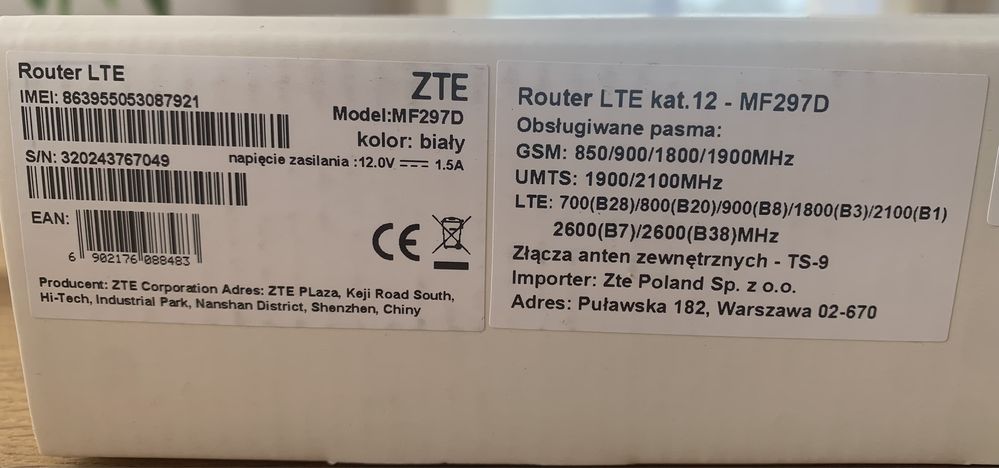 Router LTE
ZTE
IMEI: 863955053087921
Model:MF297D
kolor: biały
S/N: 320243767049
napięcie zasilania :12.0V ⎓ 1.5A
EAN:
6 902176 088483
CE
Producent: ZTE Corporation Adres: ZTE PLAZA, Keji Road South,
Hi-Tech, Industrial Park, Nanshan District, Shenzhen, Chiny
Router LTE kat.12 - MF297D
Obsługiwane pasma:
GSM: 850/900/1800/1900MHz
UMTS: 1900/2100MHz
LTE: 700(B28)/800(B20)/900(B8)/1800(B3)/2100(B1)
2600(B7)/2600(B38)MHz
Złącza anten zewnętrznych - TS-9
Importer: Zte Poland Sp. z o.o.
Adres: Puławska 182, Warszawa 02-670